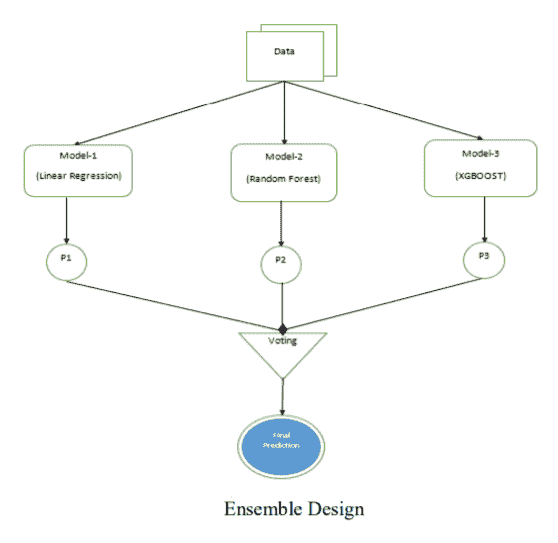 Data
Model-1
(Linear Regression)
Model-2
(Random Forest)
Model-3
(XGBOOST)
P1
P2
P3
Voting
Final
Prediction
Ensemble Design